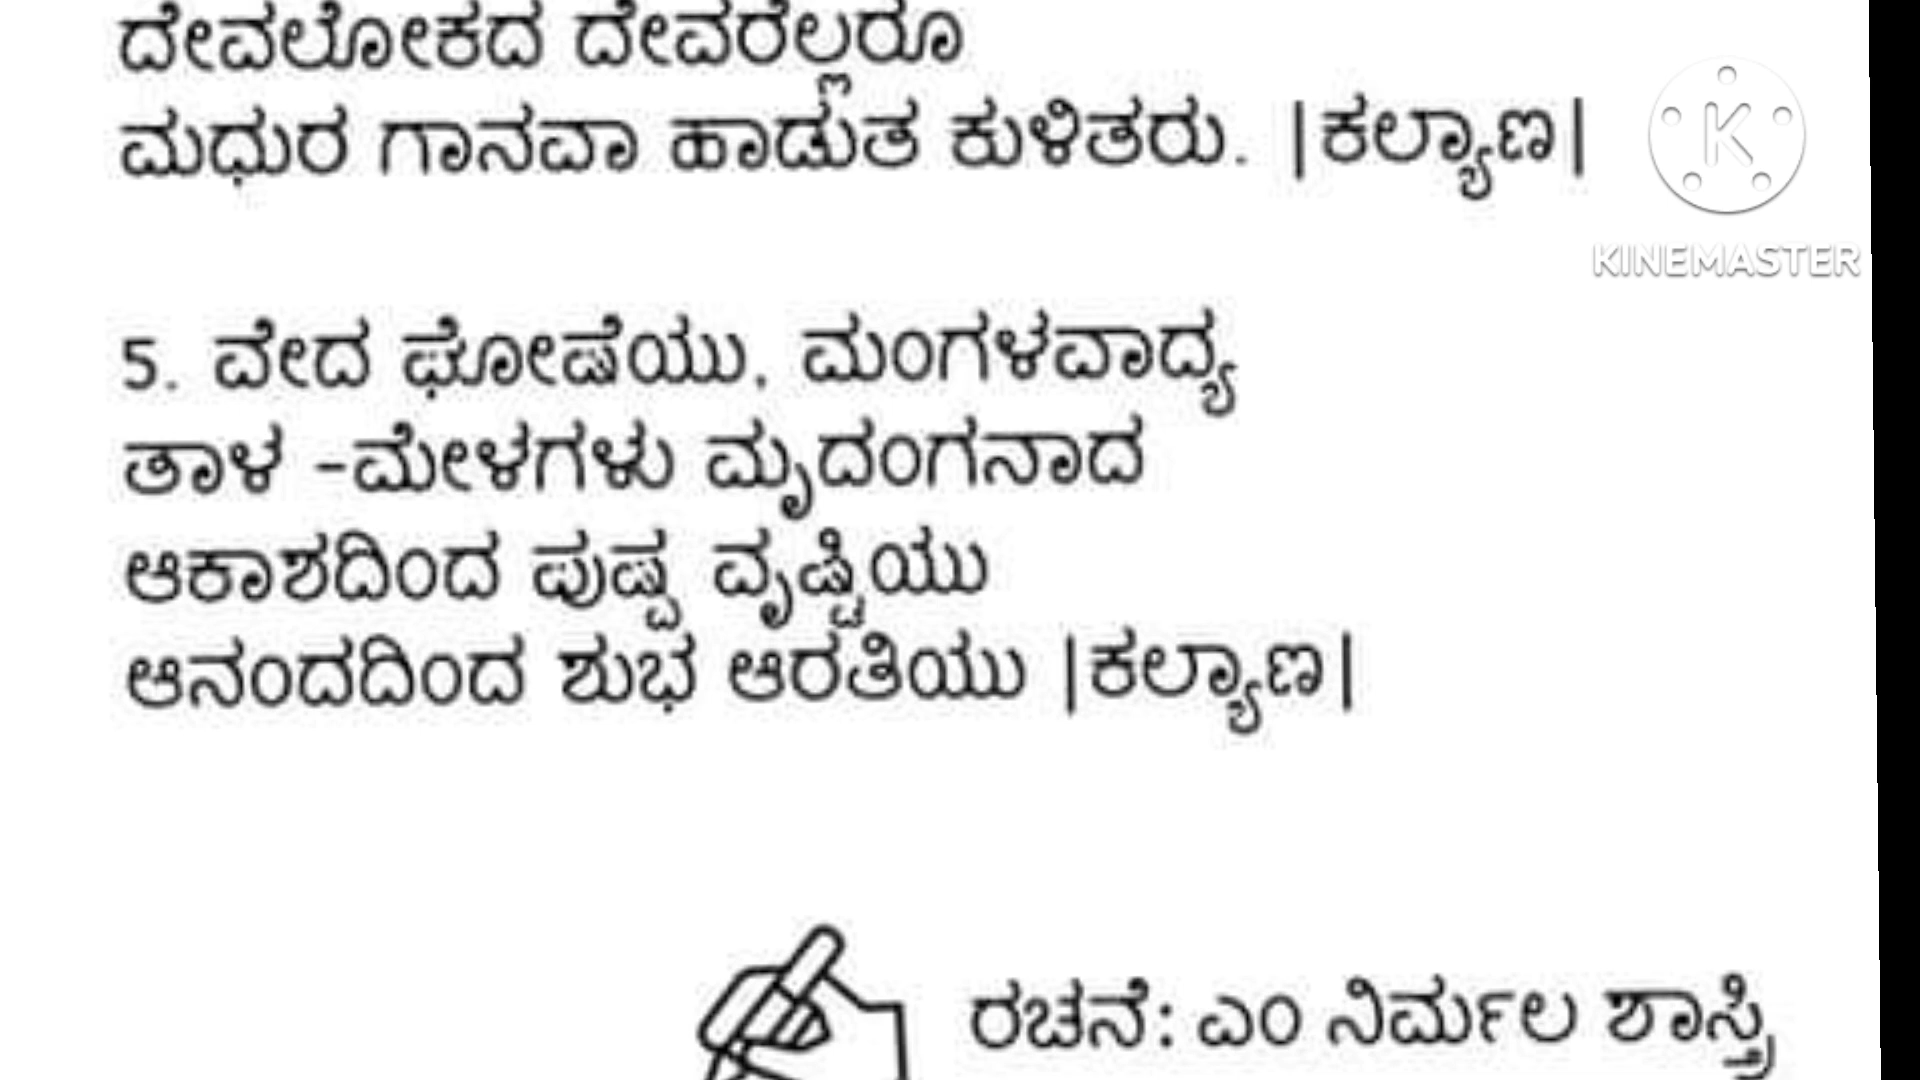 ದೇವಲೋಕದ ದೇವರೆಲ್ಲರೂ
ಮಧುರ ಗಾನವಾ ಹಾಡುತ ಕುಳಿತರು. |ಕಲ್ಯಾಣ|
K
KINEMASTER
5. ವೇದ ಘೋಷೆಯು, ಮಂಗಳವಾದ್ಯ
ತಾಳ -ಮೇಳಗಳು ಮೃದಂಗನಾದ
ಆಕಾಶದಿಂದ ಪುಷ್ಪ ವೃಷ್ಟಿಯು
ಆನಂದದಿಂದ ಶುಭ ಆರತಿಯು |ಕಲ್ಯಾಣ|
ರಚನೆ: ಎಂ ನಿರ್ಮಲ ಶಾಸ್ತ್ರಿ